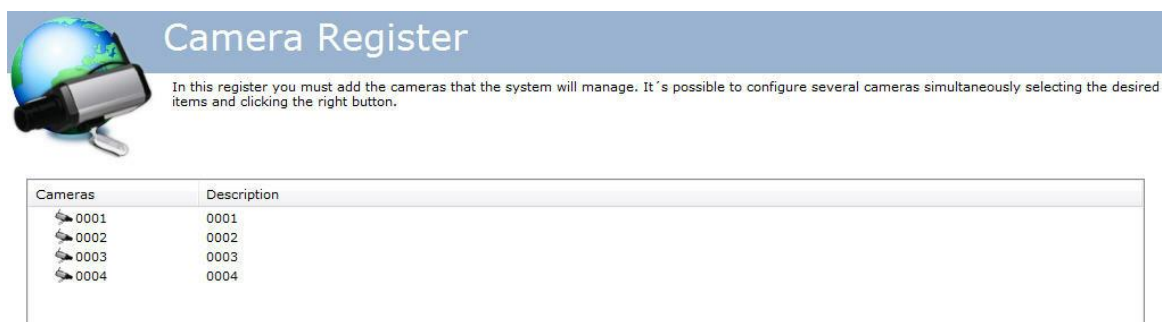 Camera Register
In this register you must add the cameras that the system will manage. It´s possible to configure several cameras simultaneously selecting the desired
items and clicking the right button.
Cameras Description
0001 0001
0002 0002
0003 0003
0004 0004